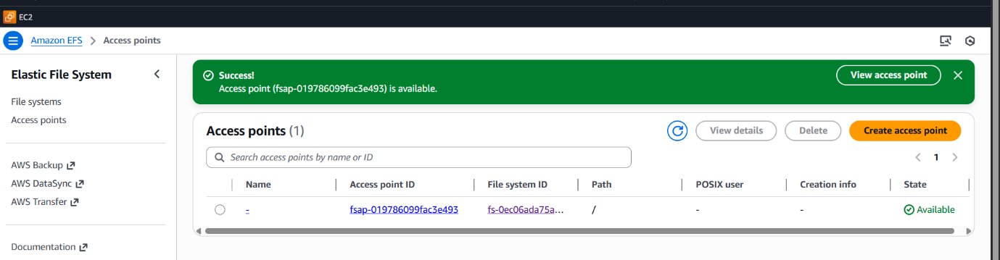 EC2
Amazon EFS > Access points
Elastic File System
File systems
Access points
AWS Backup
AWS DataSync
AWS Transfer
Documentation
Success!
Access point (fsap-019786099fac3e493) is available.
View access point
Access points (1)
View details
Delete
Create access point
Search access points by name or ID
1
Name Access point ID File system ID Path POSIX user Creation info State
- fsap-019786099fac3e493 fs-0ec06ada75a... / - - Available